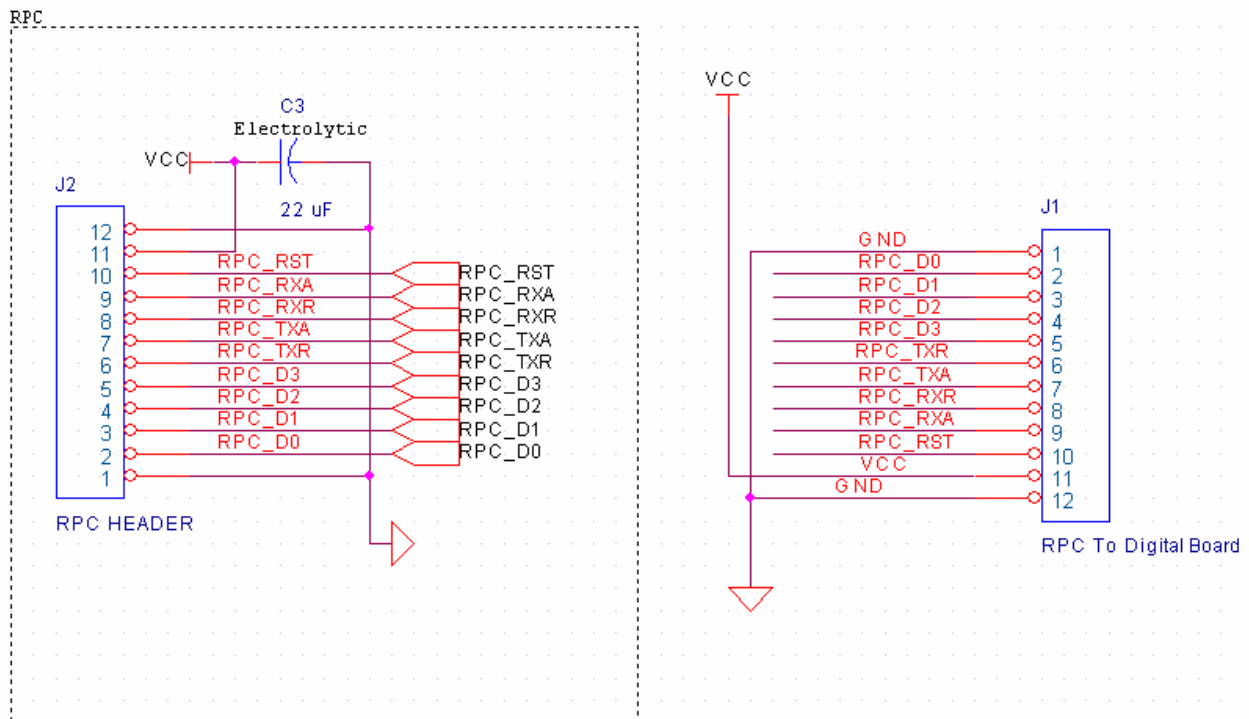 RPC
C3
Electrolytic
VCC
22 uF
J2
12
11
10
9
8
7
6
5
4
3
2
1
RPC_RST
RPC_RXA
RPC_RXR
RPC_TXA
RPC_TXR
RPC_D3
RPC_D2
RPC_D1
RPC_D0
RPC_RST
RPC_RXA
RPC_RXR
RPC_TXA
RPC_TXR
RPC_D3
RPC_D2
RPC_D1
RPC_D0
RPC HEADER
VCC
J1
GND
RPC_D0
RPC_D1
RPC_D2
RPC_D3
RPC_TXR
RPC_TXA
RPC_RXR
RPC_RXA
RPC_RST
VCC
GND
1
2
3
4
5
6
7
8
9
10
11
12
RPC To Digital Board